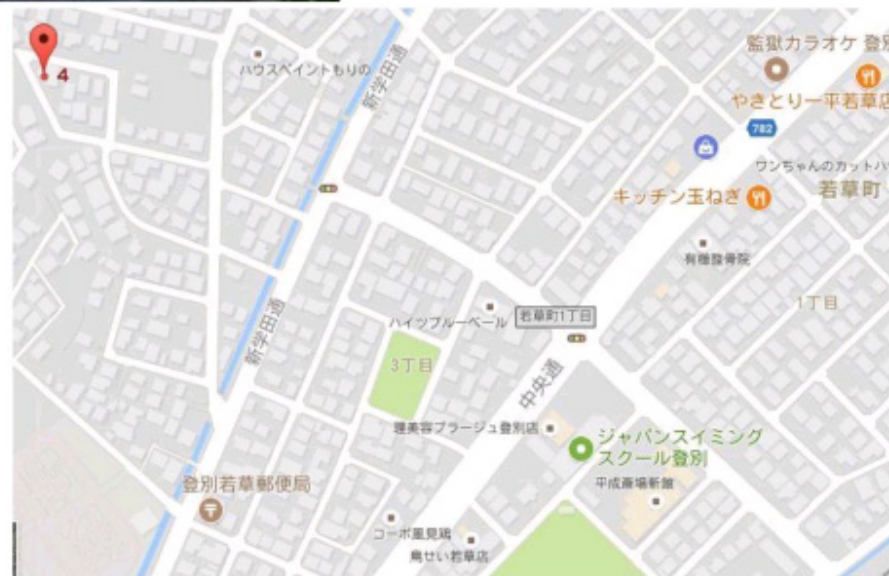 4
ハウスペイントもりの
新学田通
監獄カラオケ 登別
やきとり一平若草店
782
ワンちゃんのカットハウ
若草町
キッチン玉ねぎ
有櫛整骨院
1丁目
新学田通
ハイツブルーベール
若草町1丁目
3丁目
中央通
理美容プラージュ登別店
ジャパンスイミング
スクール登別
平成斎場新館
登別若草郵便局
コーポ風見鶏
鳥せい若草店